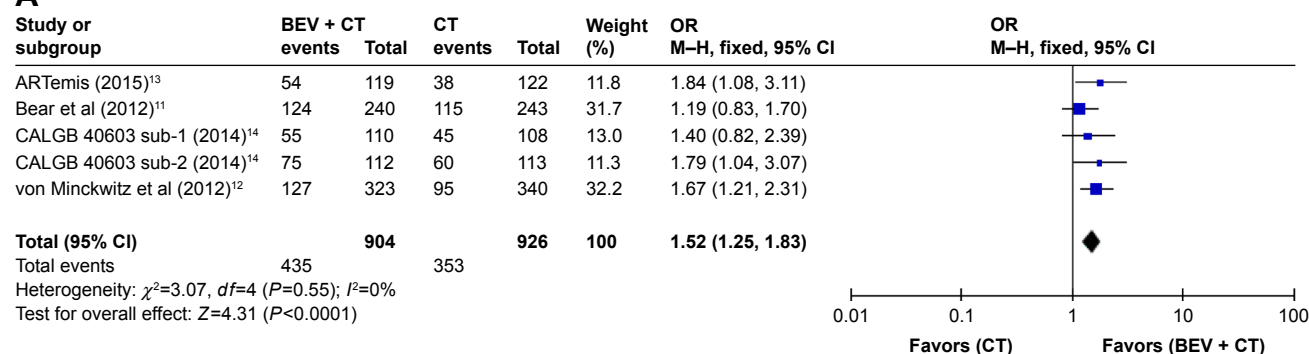 A
Study or subgroup BEV + CT events Total CT events Total Weight (%) OR M–H, fixed, 95% CI OR M–H, fixed, 95% CI
ARTemis (2015)¹³ 54 119 38 122 11.8 1.84 (1.08, 3.11)
Bear et al (2012)¹¹ 124 240 115 243 31.7 1.19 (0.83, 1.70)
CALGB 40603 sub-1 (2014)¹⁴ 55 110 45 108 13.0 1.40 (0.82, 2.39)
CALGB 40603 sub-2 (2014)¹⁴ 75 112 60 113 11.3 1.79 (1.04, 3.07)
von Minckwitz et al (2012)¹² 127 323 95 340 32.2 1.67 (1.21, 2.31)
Total (95% CI) 904 926 100 1.52 (1.25, 1.83)
Total events 435 353
Heterogeneity: χ²=3.07, df=4 (P=0.55); I²=0%
Test for overall effect: Z=4.31 (P<0.0001)
0.01 0.1 1 10 100
Favors (CT) Favors (BEV + CT)